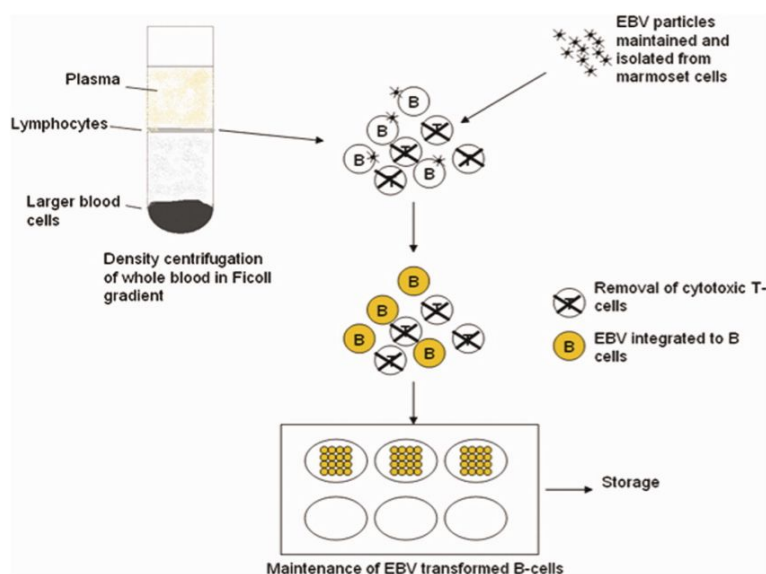 EBV particles
maintained and
isolated from
marmoset cells
Plasma
Lymphocytes
Larger blood
cells
Density centrifugation
of whole blood in Ficoll
gradient
B
B
T
B
T
T
B
T
B
B
T
B
T
T
B
T
T
Removal of cytotoxic T-
cells
B
EBV integrated to B
cells
Storage
Maintenance of EBV transformed B-cells